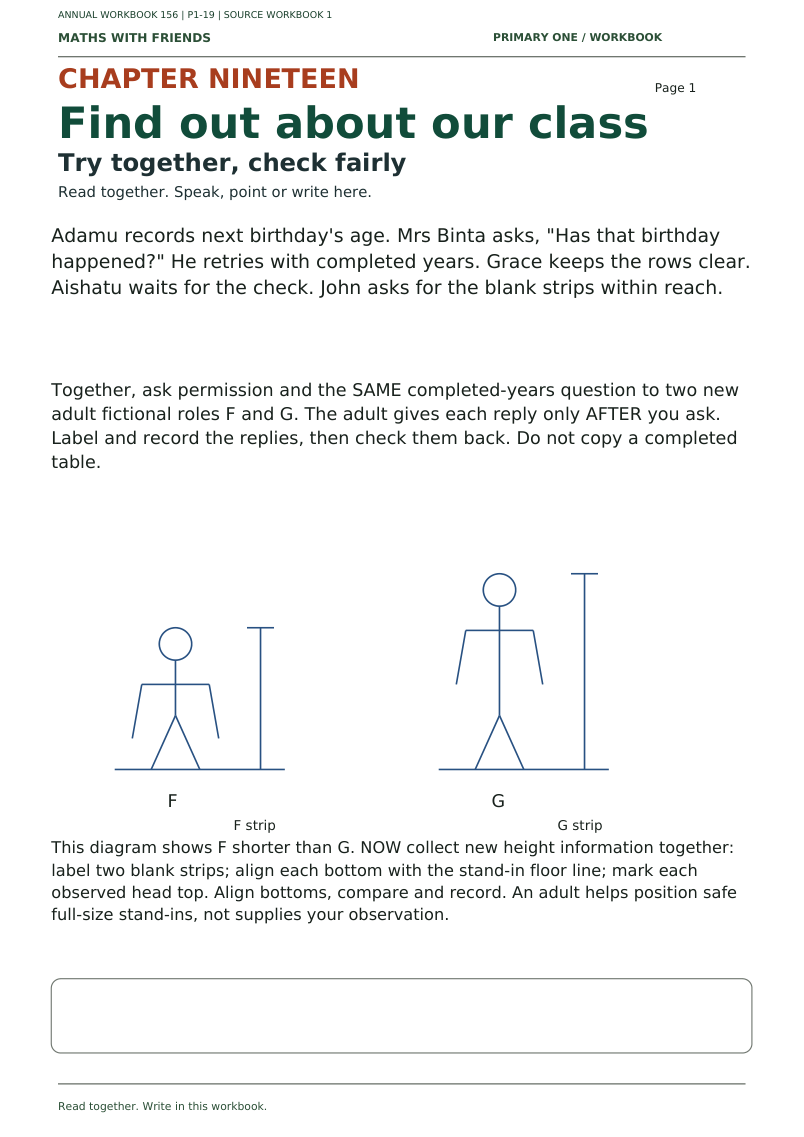 ANNUAL WORKBOOK 156 | P1-19 | SOURCE WORKBOOK 1
MATHS WITH FRIENDS
PRIMARY ONE / WORKBOOK
CHAPTER NINETEEN
Page 1
Find out about our class
Try together, check fairly
Read together. Speak, point or write here.
Adamu records next birthday's age. Mrs Binta asks, "Has that birthday
happened?" He retries with completed years. Grace keeps the rows clear.
Aishatu waits for the check. John asks for the blank strips within reach.
Together, ask permission and the SAME completed-years question to two new
adult fictional roles F and G. The adult gives each reply only AFTER you ask.
Label and record the replies, then check them back. Do not copy a completed
table.
F
G
F strip
G strip
This diagram shows F shorter than G. NOW collect new height information together:
label two blank strips; align each bottom with the stand-in floor line; mark each
observed head top. Align bottoms, compare and record. An adult helps position safe
full-size stand-ins, not supplies your observation.
Read together. Write in this workbook.